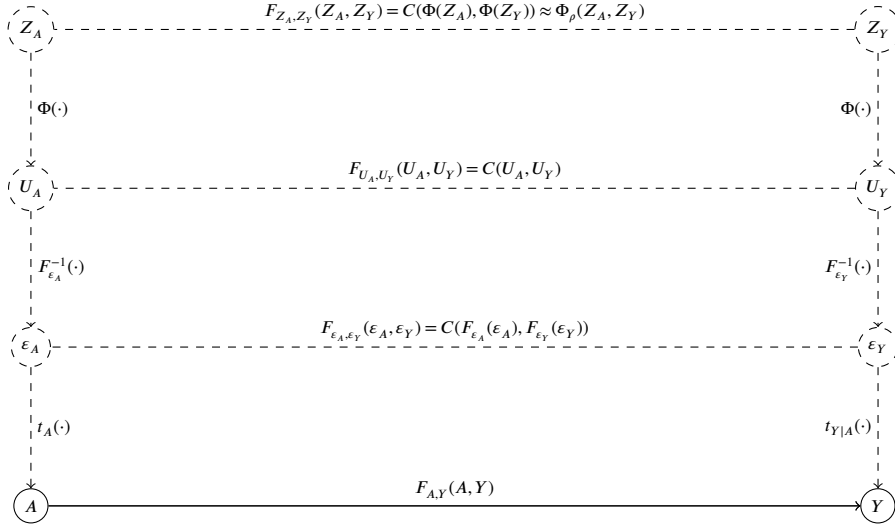 Z_A F_{Z_A,Z_Y}(Z_A, Z_Y) = C(Φ(Z_A), Φ(Z_Y)) ≈ Φ_ρ(Z_A, Z_Y) Z_Y
Φ(·) Φ(·)
U_A F_{U_A,U_Y}(U_A, U_Y) = C(U_A, U_Y) U_Y
F_{ε_A}^{-1}(·) F_{ε_Y}^{-1}(·)
ε_A F_{ε_A,ε_Y}(ε_A, ε_Y) = C(F_{ε_A}(ε_A), F_{ε_Y}(ε_Y)) ε_Y
t_A(·) t_{Y|A}(·)
A F_{A,Y}(A, Y) Y